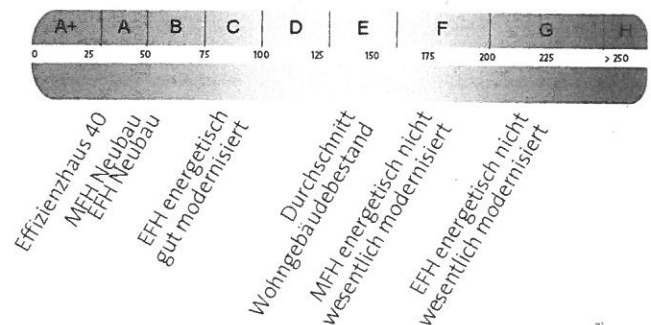 A+ A B C D E F G H
0 25 50 75 100 125 150 175 200 225 > 250
Effizienzhaus 40
MFH Neubau
EFH Neubau
EFH energetisch
gut modernisiert
Durchschnitt
Wohngebäudebestand
MFH energetisch nicht
wesentlich modernisiert
EFH energetisch nicht
wesentlich modernisiert